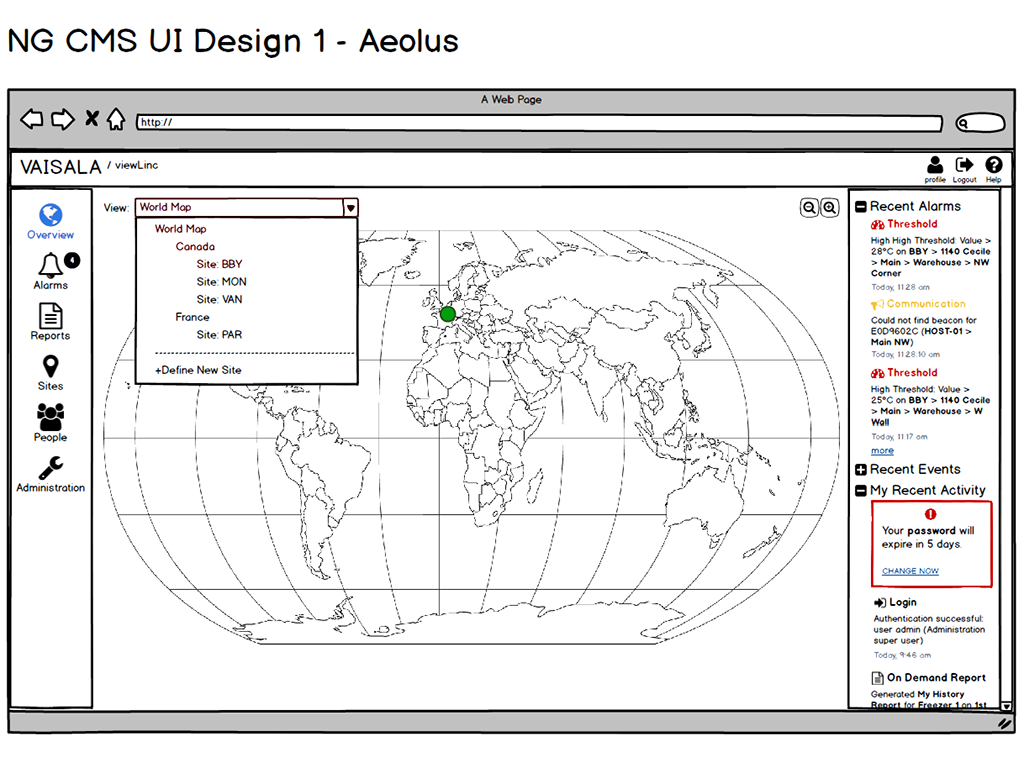 NG CMS UI Design 1 - Aeolus
A Web Page
http://
VAISALA / viewLinc
profile Logout Help
Overview
Alarms
Reports
Sites
People
Administration
View: World Map
World Map
Canada
Site: BBY
Site: MON
Site: VAN
France
Site: PAR
+Define New Site
Recent Alarms
Threshold
High High Threshold: Value >
28°C on BBY > 1140 Cecile
> Main > Warehouse > NW
Corner
Today, 11:28 am
Communication
Could not find beacon for
E0D9602C (HOST-01 >
Main NW)
Today, 11:28:10 am
Threshold
High Threshold: Value >
25°C on BBY > 1140 Cecile
> Main > Warehouse > W
Wall
Today, 11:17 am
more
Recent Events
My Recent Activity
Your password will
expire in 5 days.
CHANGE NOW
Login
Authentication successful:
user admin (Administration
super user)
Today, 9:46 am
On Demand Report
Generated My History
Report for Freezer 1 on 1st